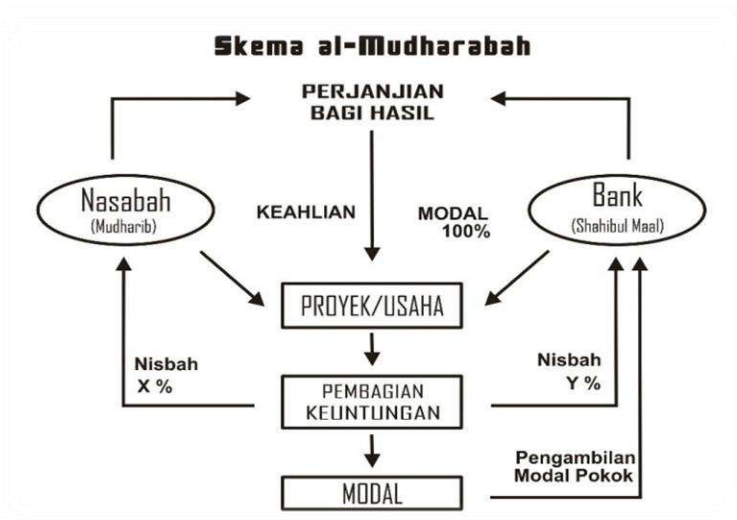 Skema al-Mudharabah
PERJANJIAN
BAGI HASIL
Nasabah
(Mudharib)
KEAHLIAN
MODAL
100%
Bank
(Shahibul Maal)
PROYEK/USAHA
Nisbah
X %
PEMBAGIAN
KEUNTUNGAN
Nisbah
Y %
MODAL
Pengambilan
Modal Pokok